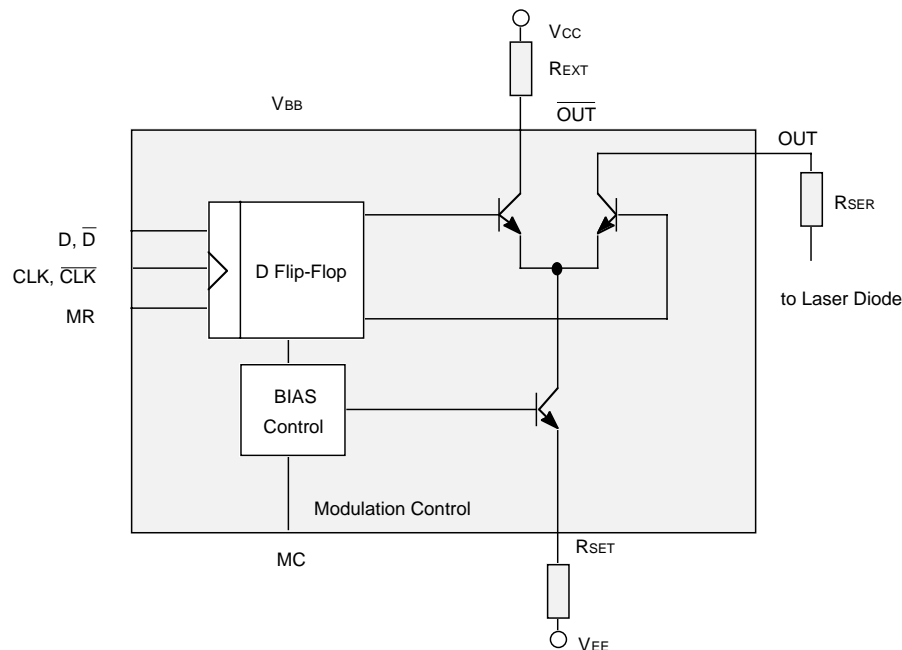 VCC
REXT
VBB
OUT
OUT
RSER
D, D
D Flip-Flop
CLK, CLK
to Laser Diode
MR
BIAS
Control
Modulation Control
RSET
MC
VEE